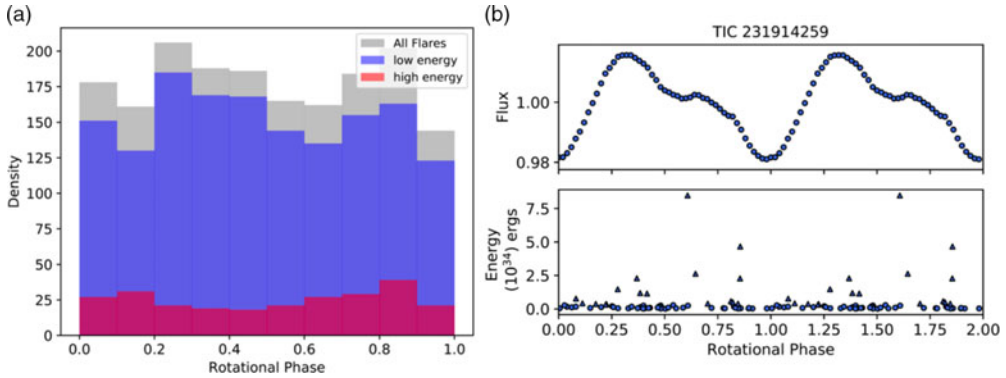 (a)
All Flares
low energy
high energy
200
175
150
125
100
75
50
25
0
Density
0.0 0.2 0.4 0.6 0.8 1.0
Rotational Phase
(b)
TIC 231914259
1.00
0.98
Flux
7.5
5.0
2.5
0.0
Energy
(10³⁴) ergs
0.00 0.25 0.50 0.75 1.00 1.25 1.50 1.75 2.00
Rotational Phase